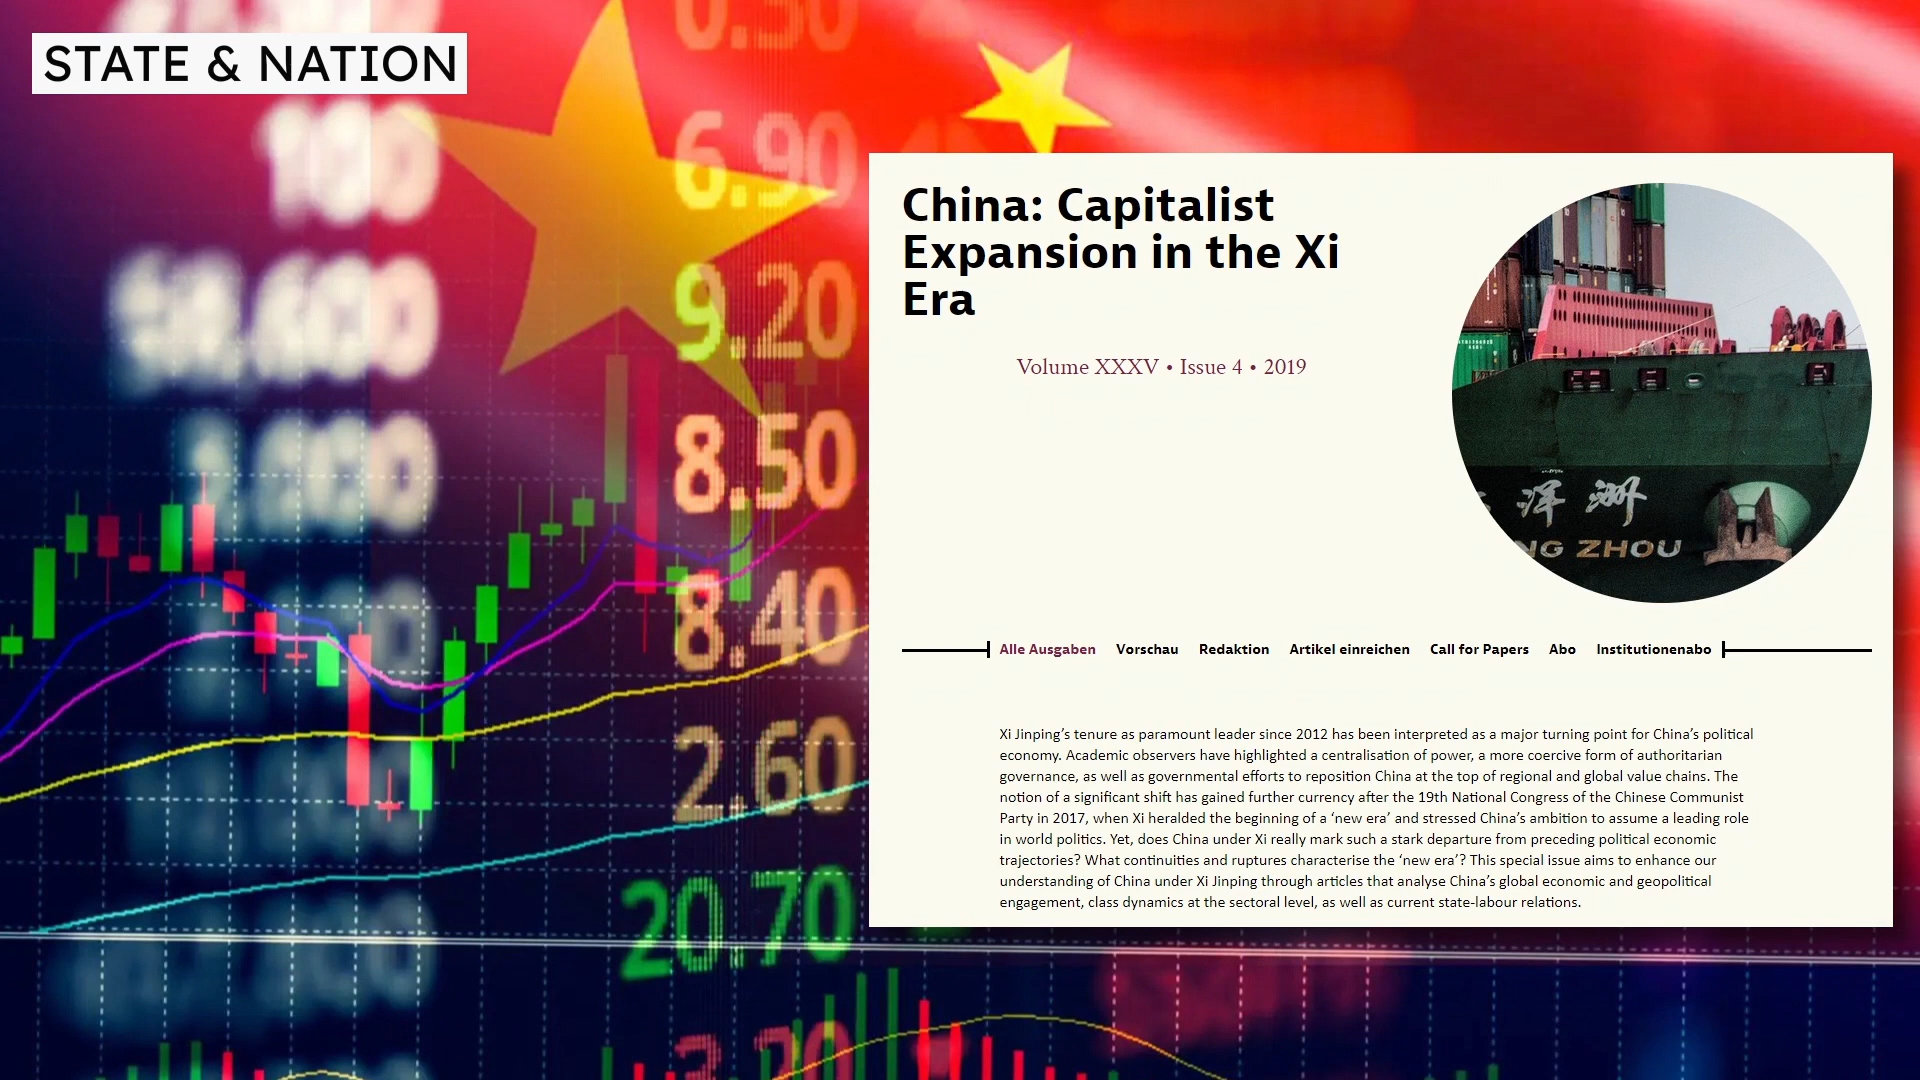 STATE & NATION
0.30
6.90
9.20
8.50
8.40
2.60
20.70
China: Capitalist
Expansion in the Xi
Era
Volume XXXV • Issue 4 • 2019
洋 洲
NG ZHOU
Alle Ausgaben Vorschau Redaktion Artikel einreichen Call for Papers Abo Institutionenabo
Xi Jinping’s tenure as paramount leader since 2012 has been interpreted as a major turning point for China’s political
economy. Academic observers have highlighted a centralisation of power, a more coercive form of authoritarian
governance, as well as governmental efforts to reposition China at the top of regional and global value chains. The
notion of a significant shift has gained further currency after the 19th National Congress of the Chinese Communist
Party in 2017, when Xi heralded the beginning of a ‘new era’ and stressed China’s ambition to assume a leading role
in world politics. Yet, does China under Xi really mark such a stark departure from preceding political economic
trajectories? What continuities and ruptures characterise the ‘new era’? This special issue aims to enhance our
understanding of China under Xi Jinping through articles that analyse China’s global economic and geopolitical
engagement, class dynamics at the sectoral level, as well as current state-labour relations.